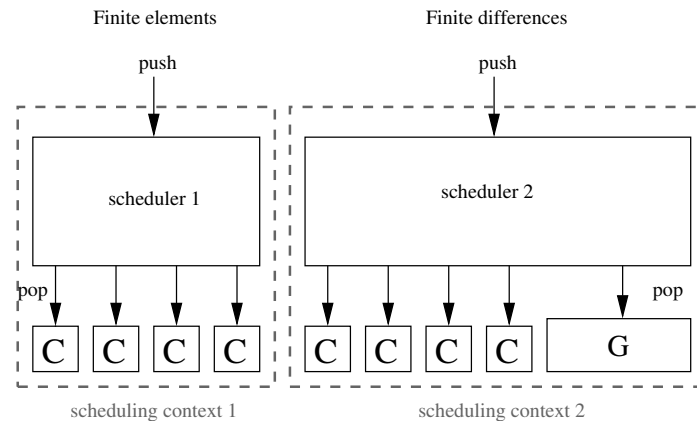 Finite elements
Finite differences
push
push
scheduler 1
scheduler 2
pop
pop
C C C C
C C C C G
scheduling context 1
scheduling context 2